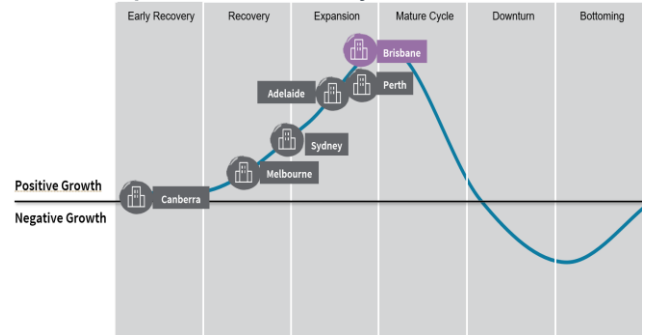 Early Recovery
Recovery
Expansion
Mature Cycle
Downturn
Bottoming
Brisbane
Perth
Adelaide
Sydney
Melbourne
Positive Growth
Canberra
Negative Growth